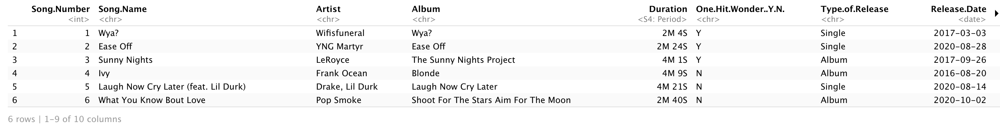 Song.Number Song.Name Artist Album Duration One.Hit.Wonder..Y.N. Type.of.Release Release.Date
<int> <chr> <chr> <chr> <S4: Period> <chr> <chr> <date>
1 1 Wya? Wifisfuneral Wya? 2M 4S Y Single 2017-03-03
2 2 Ease Off YNG Martyr Ease Off 2M 24S Y Single 2020-08-28
3 3 Sunny Nights LeRoyce The Sunny Nights Project 4M 1S Y Album 2017-09-26
4 4 Ivy Frank Ocean Blonde 4M 9S N Album 2016-08-20
5 5 Laugh Now Cry Later (feat. Lil Durk) Drake, Lil Durk Laugh Now Cry Later 4M 21S N Single 2020-08-14
6 6 What You Know Bout Love Pop Smoke Shoot For The Stars Aim For The Moon 2M 40S N Album 2020-10-02
6 rows | 1-9 of 10 columns